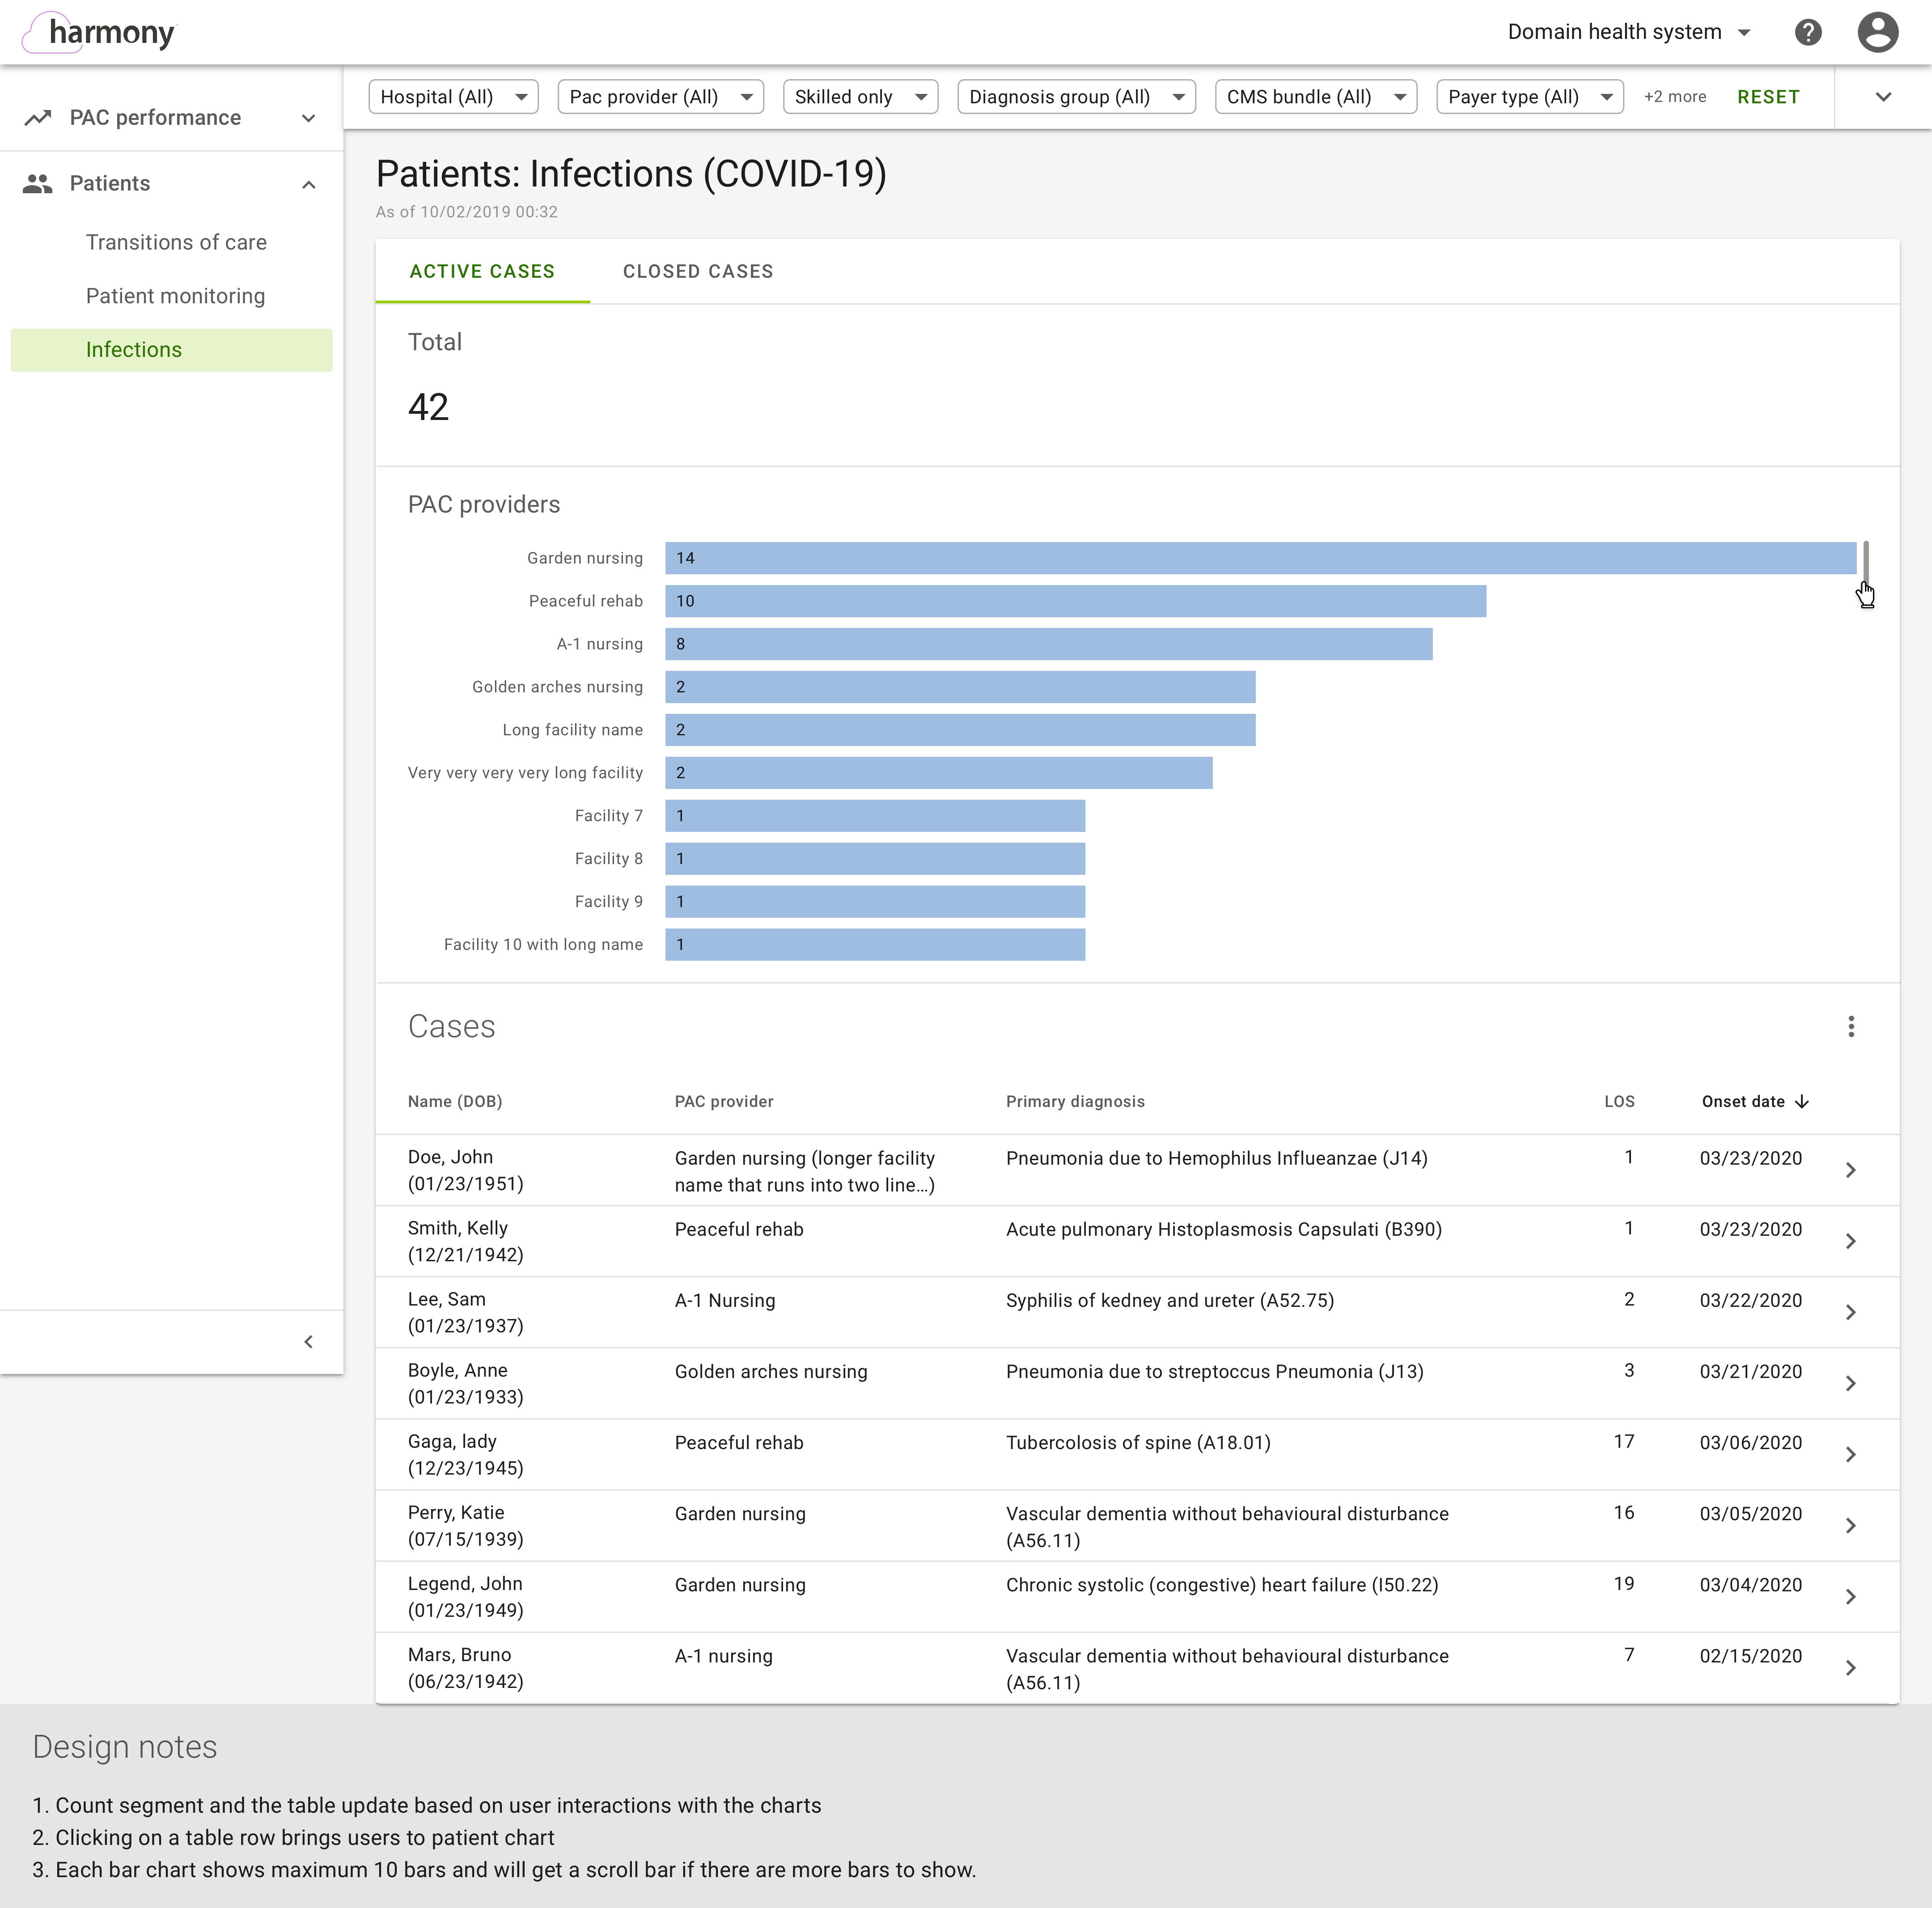 harmony
Domain health system
PAC performance
Patients
Transitions of care
Patient monitoring
Infections
Hospital (All)
Pac provider (All)
Skilled only
Diagnosis group (All)
CMS bundle (All)
Payer type (All)
+2 more
RESET
Patients: Infections (COVID-19)
As of 10/02/2019 00:32
ACTIVE CASES
CLOSED CASES
Total
42
PAC providers
Garden nursing 14
Peaceful rehab 10
A-1 nursing 8
Golden arches nursing 2
Long facility name 2
Very very very very long facility 2
Facility 7 1
Facility 8 1
Facility 9 1
Facility 10 with long name 1
Cases
Name (DOB) PAC provider Primary diagnosis LOS Onset date
Doe, John Garden nursing (longer facility Pneumonia due to Hemophilus Influeanzae (J14) 1 03/23/2020
(01/23/1951) name that runs into two line…)
Smith, Kelly Peaceful rehab Acute pulmonary Histoplasmosis Capsulati (B390) 1 03/23/2020
(12/21/1942)
Lee, Sam A-1 Nursing Syphilis of kedney and ureter (A52.75) 2 03/22/2020
(01/23/1937)
Boyle, Anne Golden arches nursing Pneumonia due to streptoccus Pneumonia (J13) 3 03/21/2020
(01/23/1933)
Gaga, lady Peaceful rehab Tubercolosis of spine (A18.01) 17 03/06/2020
(12/23/1945)
Perry, Katie Garden nursing Vascular dementia without behavioural disturbance 16 03/05/2020
(07/15/1939) (A56.11)
Legend, John Garden nursing Chronic systolic (congestive) heart failure (I50.22) 19 03/04/2020
(01/23/1949)
Mars, Bruno A-1 nursing Vascular dementia without behavioural disturbance 7 02/15/2020
(06/23/1942) (A56.11)
Design notes
1. Count segment and the table update based on user interactions with the charts
2. Clicking on a table row brings users to patient chart
3. Each bar chart shows maximum 10 bars and will get a scroll bar if there are more bars to show.